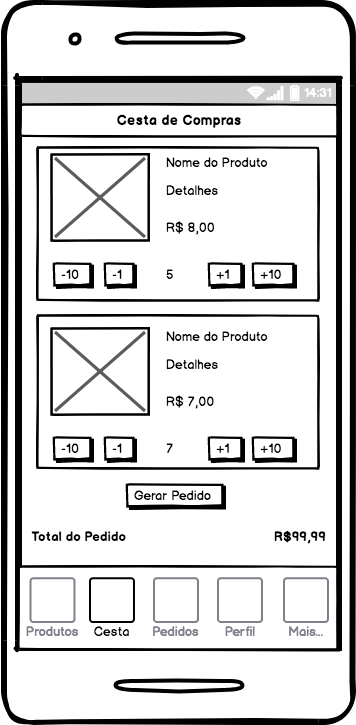 14:31
Cesta de Compras
Nome do Produto
Detalhes
R$ 8,00
-10 -1 5 +1 +10
Nome do Produto
Detalhes
R$ 7,00
-10 -1 7 +1 +10
Gerar Pedido
Total do Pedido R$99,99
Produtos Cesta Pedidos Perfil Mais...